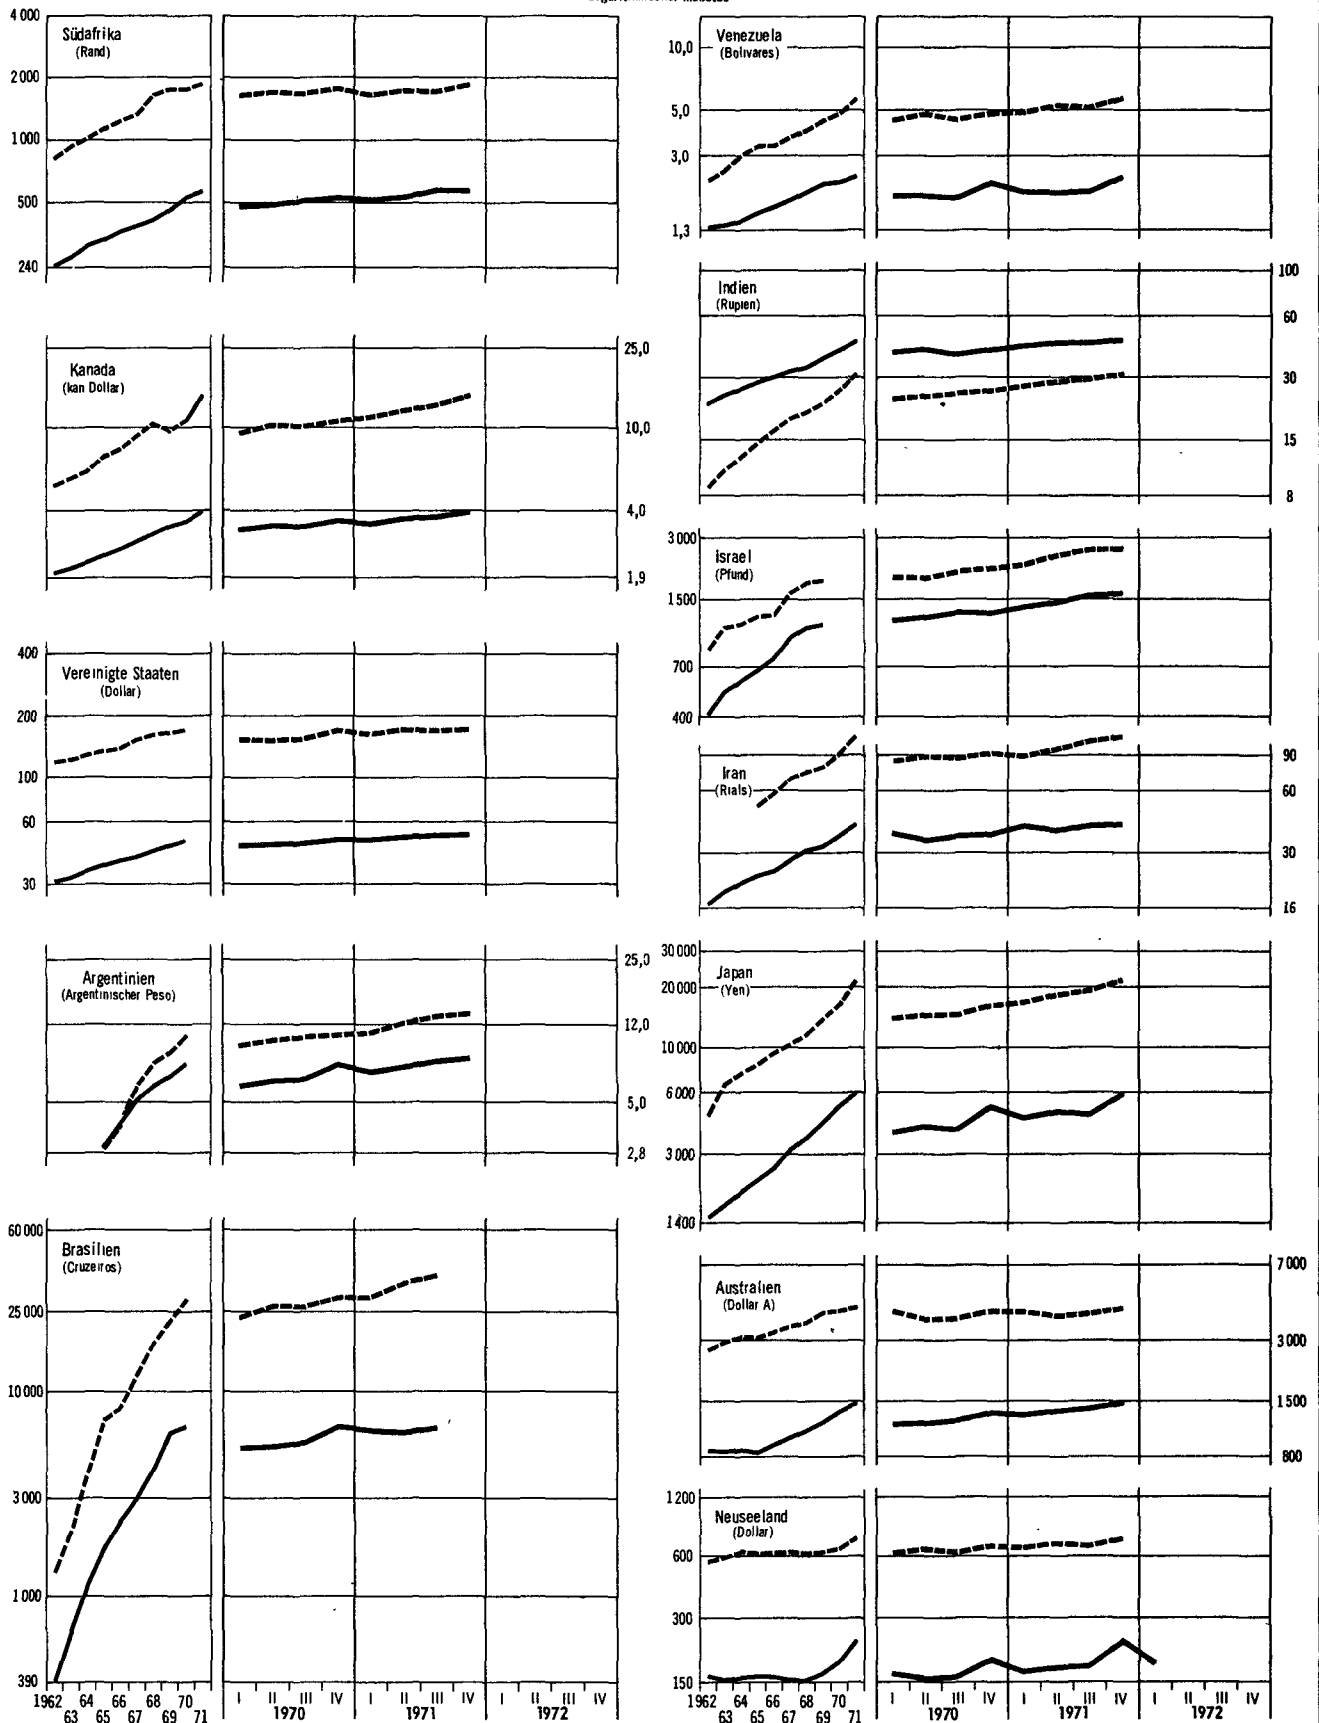 4 000
Südafrika
(Rand)
2 000
1 000
500
240
Kanada
(kan Dollar)
25,0
10,0
4,0
1,9
400
Vereinigte Staaten
(Dollar)
200
100
60
30
Argentinien
(Argentinischer Peso)
25,0
12,0
5,0
2,8
60 000
Brasilien
(Cruzeiros)
25 000
10 000
3 000
1 000
390
1962 64 66 68 70
63 65 67 69 71
I II III IV I II III IV I II III IV
1970 1971 1972
Venezuela
(Bolivares)
10,0
5,0
3,0
1,3
Indien
(Rupien)
100
60
30
15
8
3 000
Israel
(Pfund)
1 500
700
400
Iran
(Rials)
90
60
30
16
30 000
Japan
(Yen)
20 000
10 000
6 000
3 000
1 400
Australien
(Dollar A)
7 000
3 000
1 500
800
1 200
Neuseeland
(Dollar)
600
300
150
1962 64 66 68 70
63 65 67 69 71
I II III IV I II III IV I II III IV
1970 1971 1972